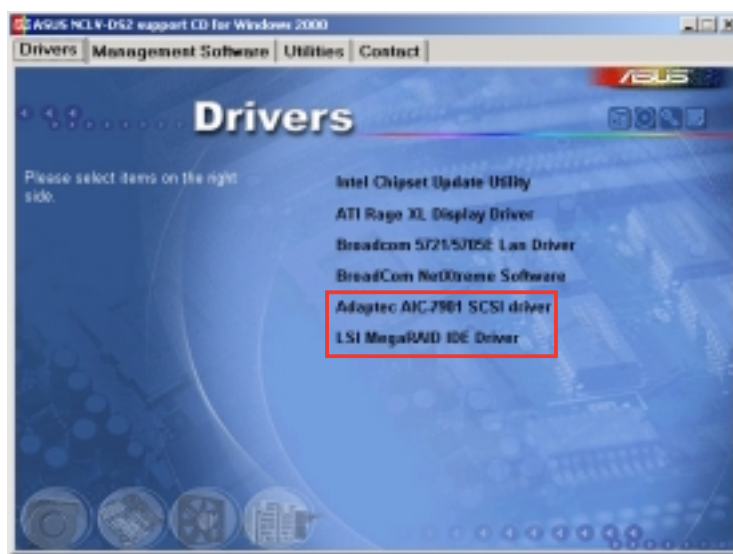 ASUS NCLV-DS2 support CD for Windows 2000
Drivers Management Software Utilities Contact
ASUS
Drivers
Please select items on the right
side.
Intel Chipset Update Utility
ATI Rage XL Display Driver
Broadcom 5721/5705E Lan Driver
BroadCom NetXtreme Software
Adaptec AIC-7901 SCSI driver
LSI MegaRAID IDE Driver